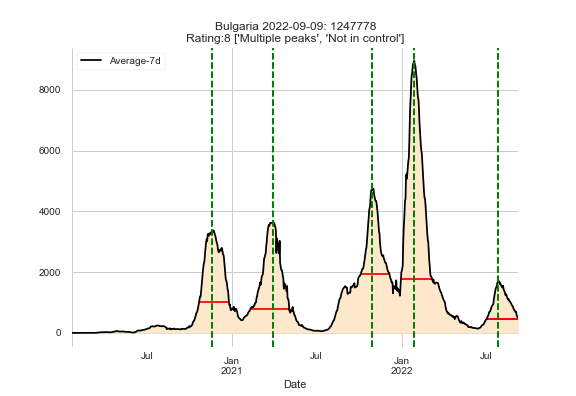 Bulgaria 2022-09-09: 1247778
Rating:8 ['Multiple peaks', 'Not in control']
Average-7d
8000
6000
4000
2000
0
Jul
Jan
2021
Jul
Jan
2022
Jul
Date